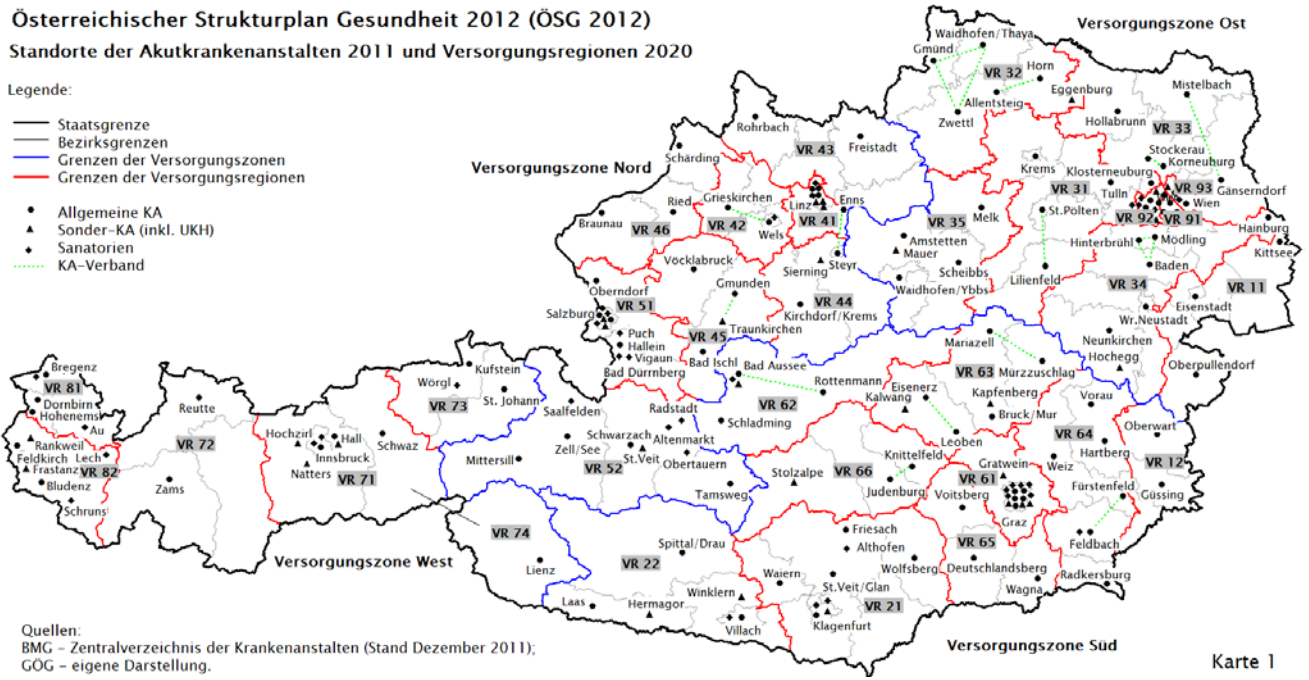 Österreichischer Strukturplan Gesundheit 2012 (ÖSG 2012)
Standorte der Akutkrankenanstalten 2011 und Versorgungsregionen 2020
Legende:
Staatsgrenze
Bezirksgrenzen
Grenzen der Versorgungszonen
Grenzen der Versorgungsregionen
Allgemeine KA
Sonder-KA (inkl. UKH)
Sanatorien
KA-Verband
Versorgungszone Ost
Waidhofen/Thaya
Gmünd
VR 32
Horn
Allentsteig
Zwettl
Eggenburg
Mistelbach
Hollabrunn
VR 33
Stockerau
Korneuburg
Krems
Klosterneuburg
Tulln
VR 31
VR 93
Gänserndorf
Wien
VR 92
VR 91
St.Pölten
Hainburg
Kittsee
Hinterbrühl
Mödling
Baden
Lilienfeld
VR 34
VR 11
Eisenstadt
Wr.Neustadt
Neunkirchen
Hochegg
Oberpullendorf
Versorgungszone Nord
Rohrbach
Freistadt
VR 43
Schärding
Grieskirchen
Ried
Braunau
VR 46
VR 42
Wels
Linz
VR 41
Enns
VR 35
Melk
Amstetten
Mauer
Scheibbs
Waidhofen/Ybbs
Sierning
Steyr
Vöcklabruck
Gmunden
VR 44
Kirchdorf/Krems
Traunkirchen
VR 45
Bad Ischl
Oberndorf
VR 51
Salzburg
Puch
Hallein
Vigaun
Bad Dürrnberg
Bad Aussee
Rottenmann
VR 62
Mariazell
VR 63
Mürzzuschlag
Eisenerz
Kalwang
Kapfenberg
Bruck/Mur
Leoben
Vorau
VR 64
Hartberg
Weiz
Oberwart
VR 12
Güssing
Fürstenfeld
Feldbach
Radkersburg
Knittelfeld
VR 66
Judenburg
Stolzalpe
Gratwein
VR 61
Voitsberg
Graz
VR 65
Deutschlandsberg
Wagna
Bregenz
VR 81
Dornbirn
Hohenems
Au
Rankweil
Feldkirch
Lech
VR 82
Frastanz
Bludenz
Schruns
Reutte
VR 72
Zams
Hochzirl
Hall
Innsbruck
Natters
VR 71
Schwaz
Kufstein
Wörgl
VR 73
St. Johann
Saalfelden
Zell/See
Mittersill
Radstadt
Schladming
Schwarzach
Altenmarkt
St.Veit
VR 52
Obertauern
Tamsweg
VR 74
Versorgungszone West
Lienz
VR 22
Spittal/Drau
Winklern
Laas
Hermagor
Villach
Friesach
Althofen
Waiern
St.Veit/Glan
Wolfsberg
VR 21
Klagenfurt
Versorgungszone Süd
Quellen:
BMG – Zentralverzeichnis der Krankenanstalten (Stand Dezember 2011);
GÖG – eigene Darstellung.
Karte 1